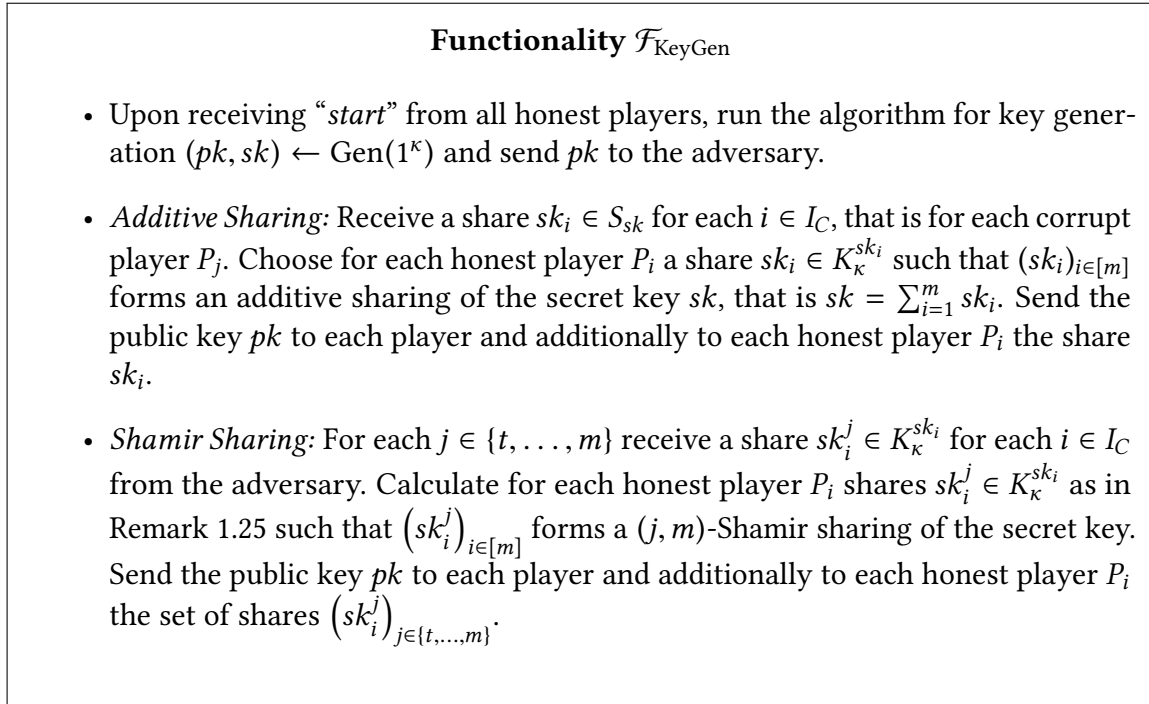 Functionality 𝓕_KeyGen
• Upon receiving “start” from all honest players, run the algorithm for key gener-
ation (pk, sk) ← Gen(1^κ) and send pk to the adversary.
• Additive Sharing: Receive a share sk_i ∈ S_sk for each i ∈ I_C, that is for each corrupt
player P_j. Choose for each honest player P_i a share sk_i ∈ K_κ^{sk_i} such that (sk_i)_{i∈[m]}
forms an additive sharing of the secret key sk, that is sk = ∑_{i=1}^m sk_i. Send the
public key pk to each player and additionally to each honest player P_i the share
sk_i.
• Shamir Sharing: For each j ∈ {t, . . . , m} receive a share sk_i^j ∈ K_κ^{sk_i} for each i ∈ I_C
from the adversary. Calculate for each honest player P_i shares sk_i^j ∈ K_κ^{sk_i} as in
Remark 1.25 such that (sk_i^j)_{i∈[m]} forms a (j, m)-Shamir sharing of the secret key.
Send the public key pk to each player and additionally to each honest player P_i
the set of shares (sk_i^j)_{j∈{t,...,m}}.